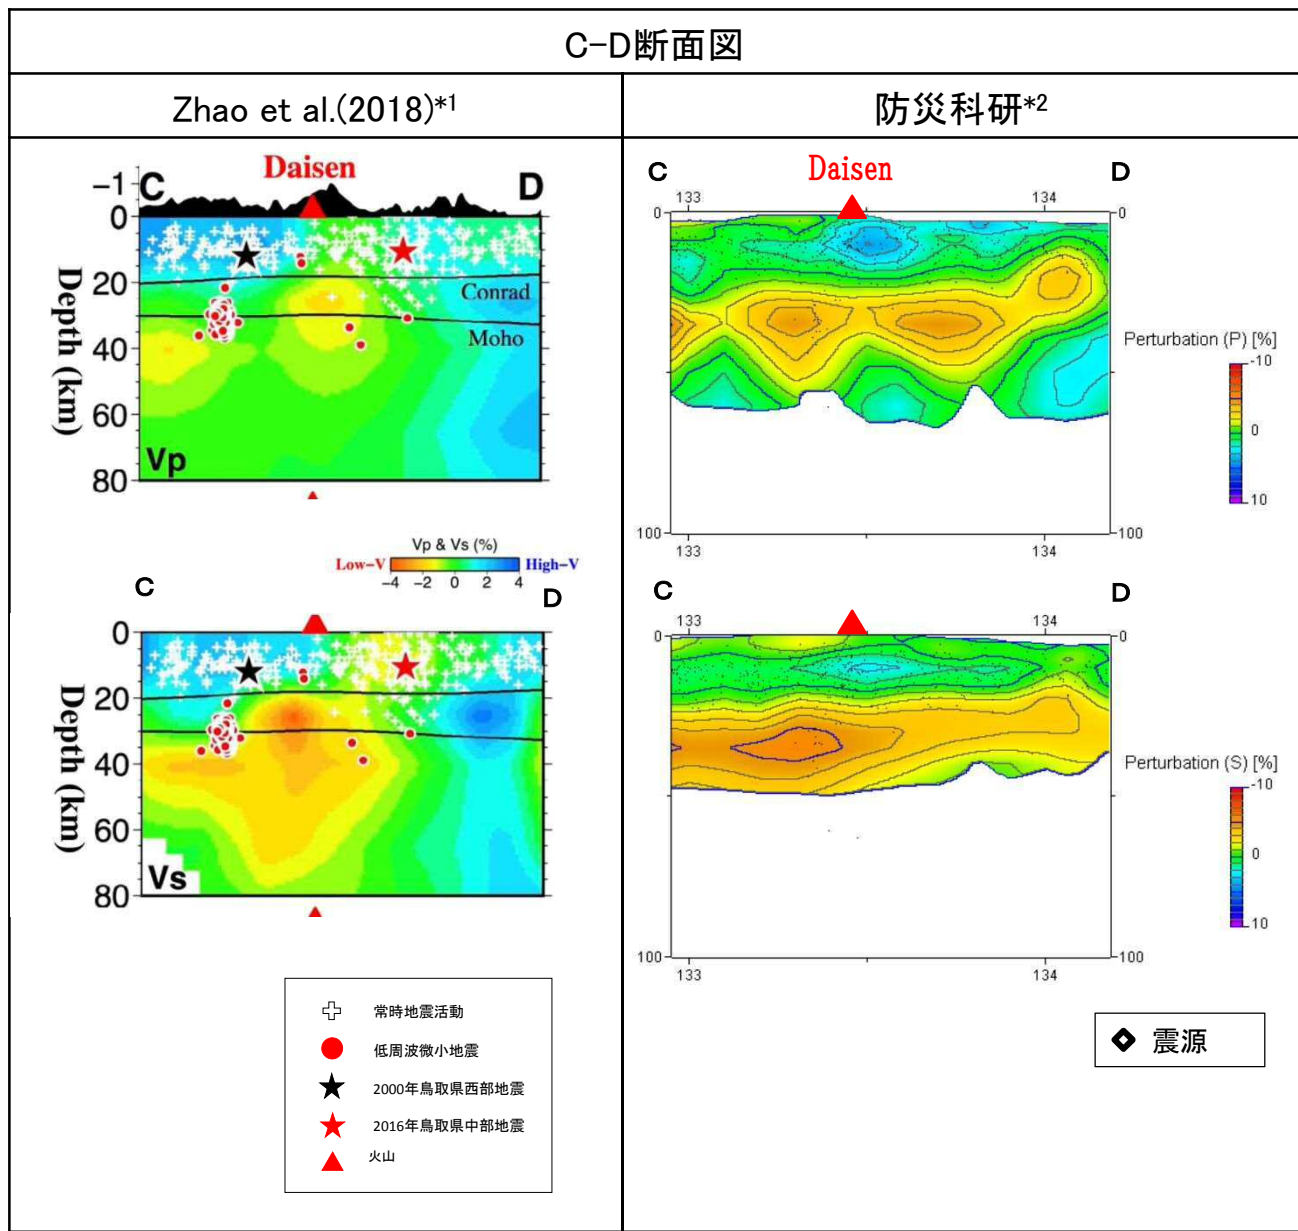 C-D断面図
Zhao et al.(2018)*1
防災科研*2
Daisen
C
D
-1
0
20
40
60
80
Depth (km)
Conrad
Moho
Vp
Vp & Vs (%)
Low-V
High-V
-4 -2 0 2 4
C
D
0
20
40
60
80
Depth (km)
Vs
常時地震活動
低周波微小地震
2000年鳥取県西部地震
2016年鳥取県中部地震
火山
Daisen
C
D
133
134
0
0
100
100
133
134
Perturbation (P) [%]
-10
0
10
C
D
133
134
0
0
100
100
133
134
Perturbation (S) [%]
-10
0
10
震源